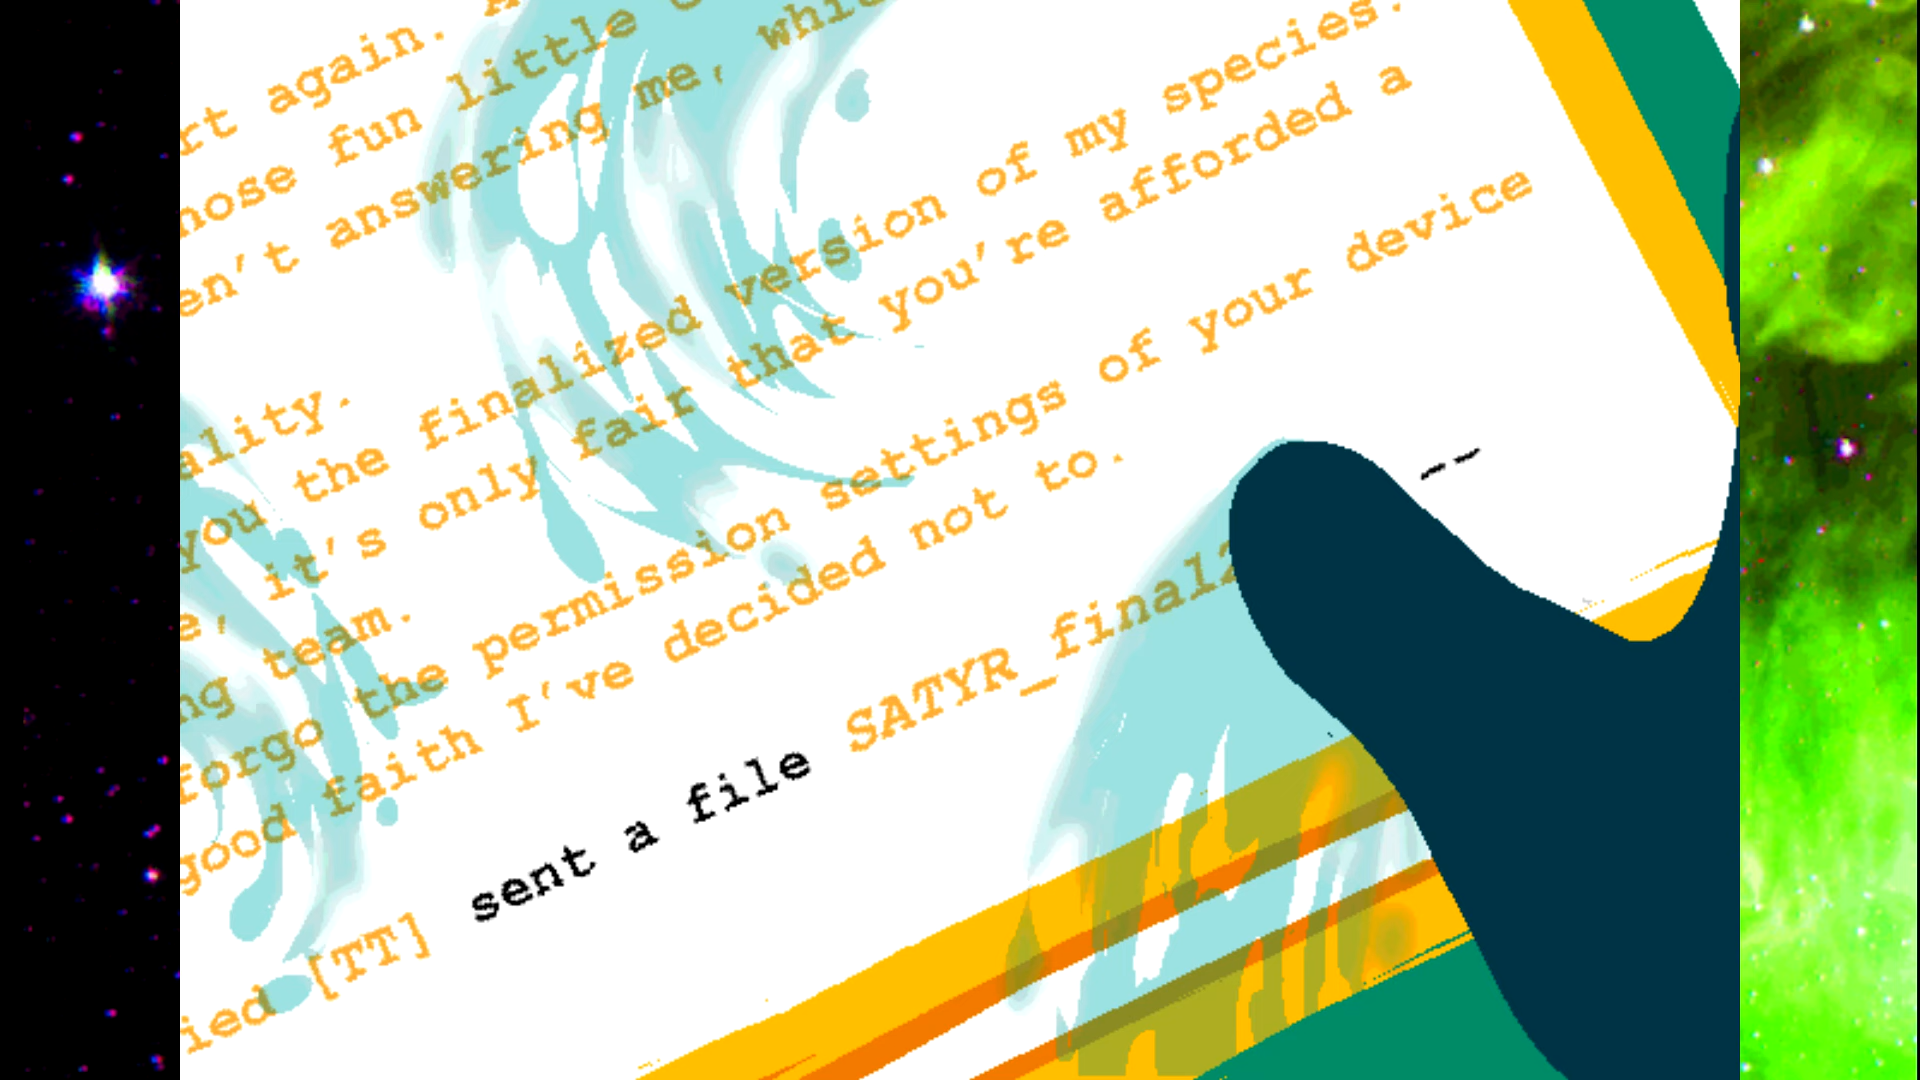 rt again.
hose fun little
en't answering me,
ality.
you the finalized version of my species.
e, it's only fair that you're afforded a
ng team.
forgo the permission settings of your device
good faith I've decided not to.
ied [TT] sent a file SATYR_final --